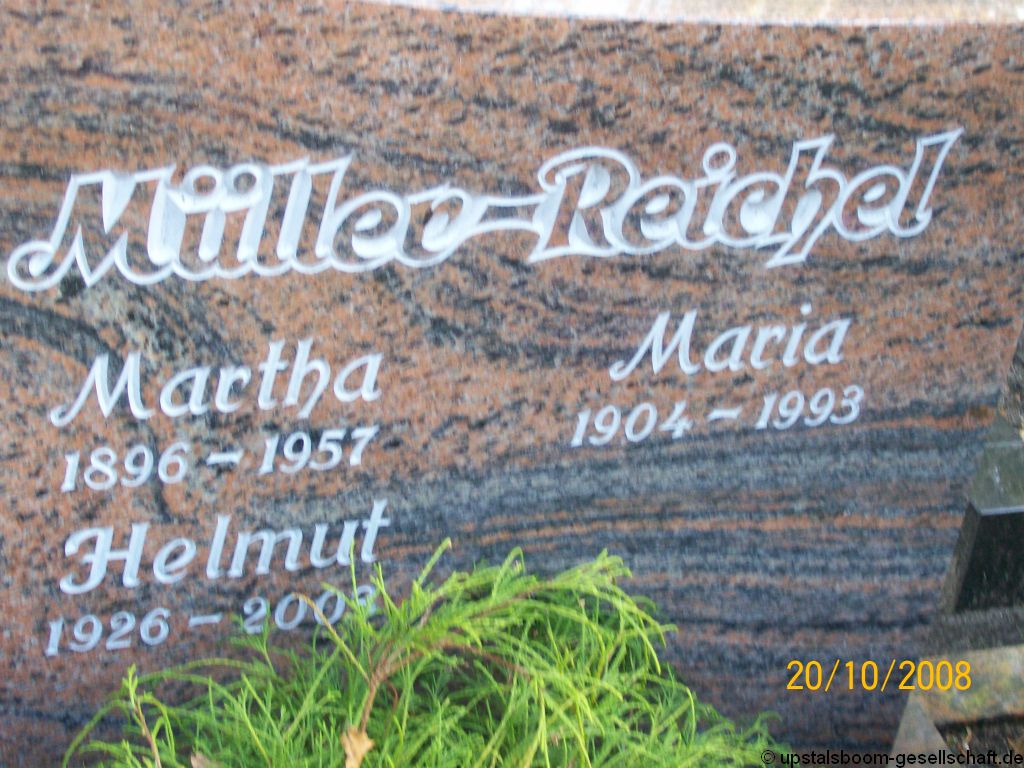 Müller-Reichel
Martha
1896 – 1957
Maria
1904 – 1993
Helmut
1926 –
20/10/2008
© upstalsboom-gesellschaft.de